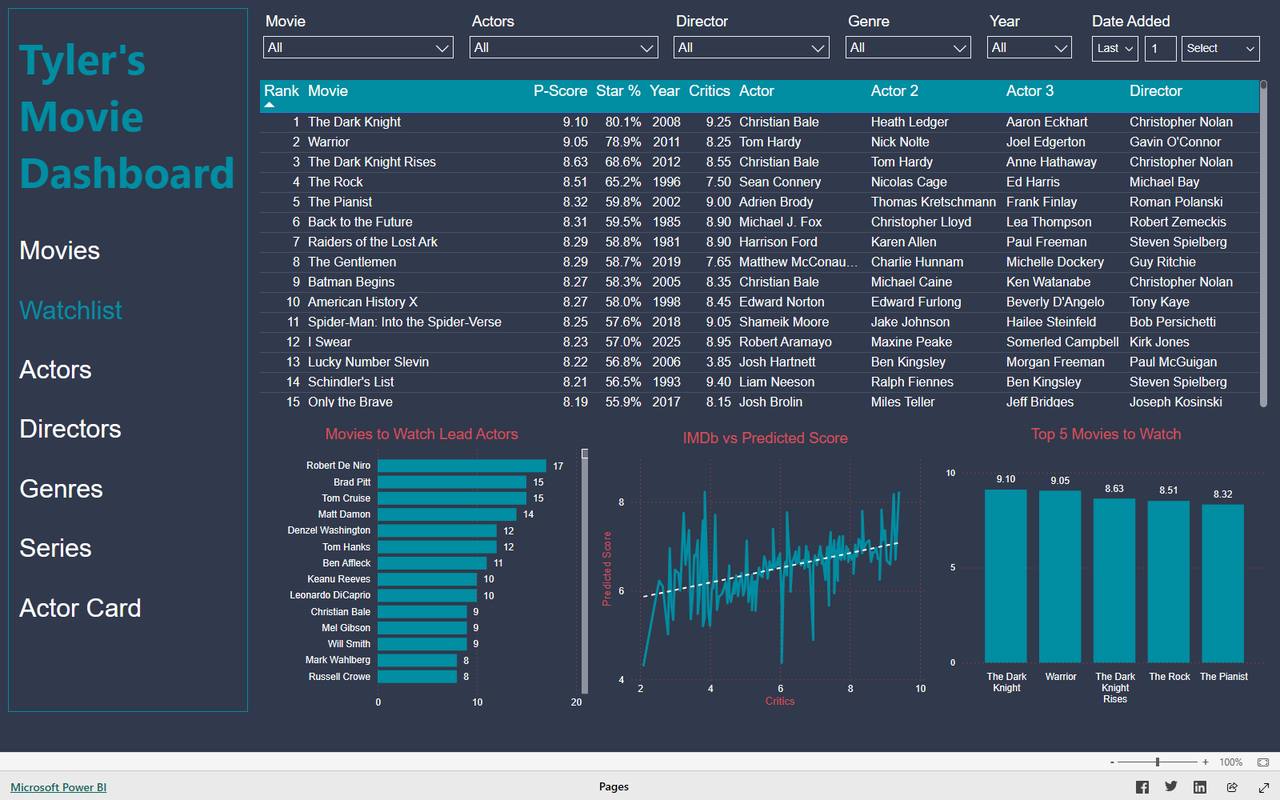 Tyler's
Movie
Dashboard
Movies
Watchlist
Actors
Directors
Genres
Series
Actor Card
Movie Actors Director Genre Year Date Added
All All All All All Last 1 Select
Rank Movie P-Score Star % Year Critics Actor Actor 2 Actor 3 Director
1 The Dark Knight 9.10 80.1% 2008 9.25 Christian Bale Heath Ledger Aaron Eckhart Christopher Nolan
2 Warrior 9.05 78.9% 2011 8.25 Tom Hardy Nick Nolte Joel Edgerton Gavin O'Connor
3 The Dark Knight Rises 8.63 68.6% 2012 8.55 Christian Bale Tom Hardy Anne Hathaway Christopher Nolan
4 The Rock 8.51 65.2% 1996 7.50 Sean Connery Nicolas Cage Ed Harris Michael Bay
5 The Pianist 8.32 59.8% 2002 9.00 Adrien Brody Thomas Kretschmann Frank Finlay Roman Polanski
6 Back to the Future 8.31 59.5% 1985 8.90 Michael J. Fox Christopher Lloyd Lea Thompson Robert Zemeckis
7 Raiders of the Lost Ark 8.29 58.8% 1981 8.90 Harrison Ford Karen Allen Paul Freeman Steven Spielberg
8 The Gentlemen 8.29 58.7% 2019 7.65 Matthew McConau... Charlie Hunnam Michelle Dockery Guy Ritchie
9 Batman Begins 8.27 58.3% 2005 8.35 Christian Bale Michael Caine Ken Watanabe Christopher Nolan
10 American History X 8.27 58.0% 1998 8.45 Edward Norton Edward Furlong Beverly D'Angelo Tony Kaye
11 Spider-Man: Into the Spider-Verse 8.25 57.6% 2018 9.05 Shameik Moore Jake Johnson Hailee Steinfeld Bob Persichetti
12 I Swear 8.23 57.0% 2025 8.95 Robert Aramayo Maxine Peake Somerled Campbell Kirk Jones
13 Lucky Number Slevin 8.22 56.8% 2006 3.85 Josh Hartnett Ben Kingsley Morgan Freeman Paul McGuigan
14 Schindler's List 8.21 56.5% 1993 9.40 Liam Neeson Ralph Fiennes Ben Kingsley Steven Spielberg
15 Only the Brave 8.19 55.9% 2017 8.15 Josh Brolin Miles Teller Jeff Bridges Joseph Kosinski
Movies to Watch Lead Actors
Robert De Niro 17
Brad Pitt 15
Tom Cruise 15
Matt Damon 14
Denzel Washington 12
Tom Hanks 12
Ben Affleck 11
Keanu Reeves 10
Leonardo DiCaprio 10
Christian Bale 9
Mel Gibson 9
Will Smith 9
Mark Wahlberg 8
Russell Crowe 8
0 10 20
IMDb vs Predicted Score
Predicted Score
8
6
4
2 4 6 8 10
Critics
Top 5 Movies to Watch
10
5
0
9.10 9.05 8.63 8.51 8.32
The Dark Knight
Warrior
The Dark Knight Rises
The Rock
The Pianist
- + 100%
Microsoft Power BI
Pages